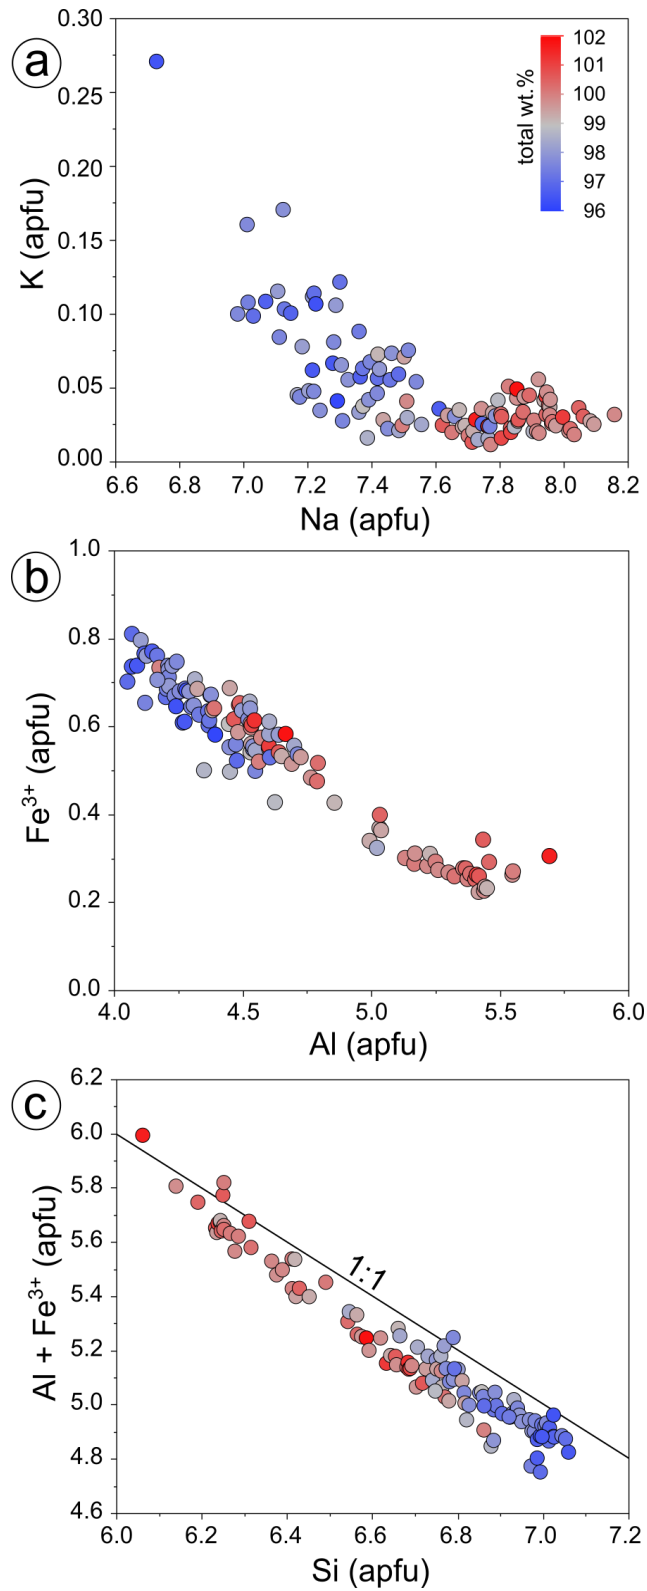 a
0.30
0.25
0.20
0.15
0.10
0.05
0.00
K (apfu)
6.6 6.8 7.0 7.2 7.4 7.6 7.8 8.0 8.2
Na (apfu)
total wt.%
102
101
100
99
98
97
96
b
1.0
0.8
0.6
0.4
0.2
0.0
Fe³⁺ (apfu)
4.0 4.5 5.0 5.5 6.0
Al (apfu)
c
6.2
6.0
5.8
5.6
5.4
5.2
5.0
4.8
4.6
Al + Fe³⁺ (apfu)
1:1
6.0 6.2 6.4 6.6 6.8 7.0 7.2
Si (apfu)